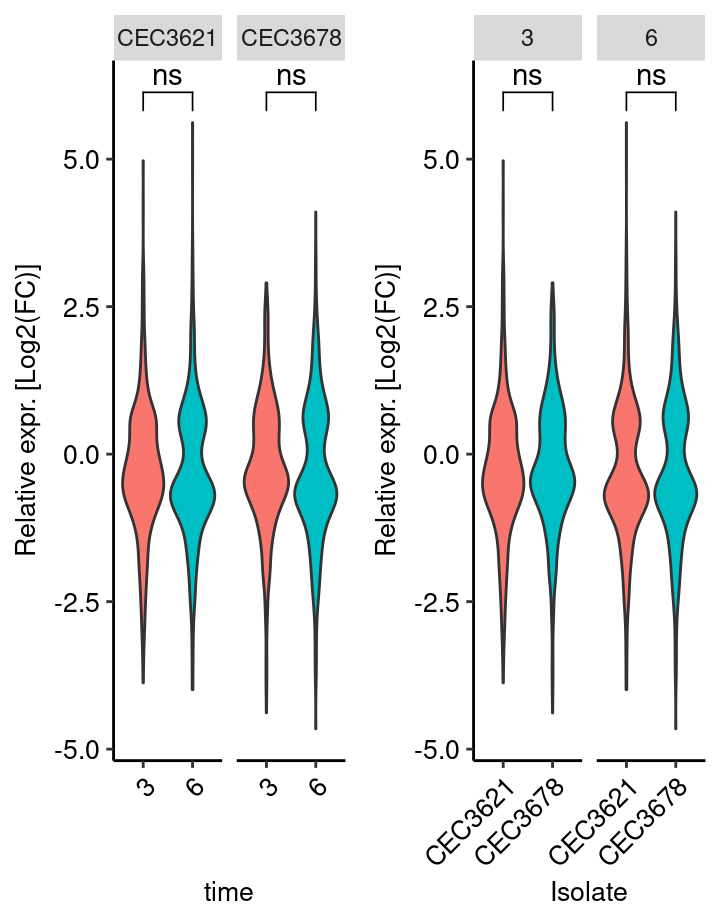 CEC3621 CEC3678
ns ns
5.0
2.5
0.0
-2.5
-5.0
Relative expr. [Log2(FC)]
3 6 3 6
time
3 6
ns ns
5.0
2.5
0.0
-2.5
-5.0
Relative expr. [Log2(FC)]
CEC3621 CEC3678 CEC3621 CEC3678
Isolate